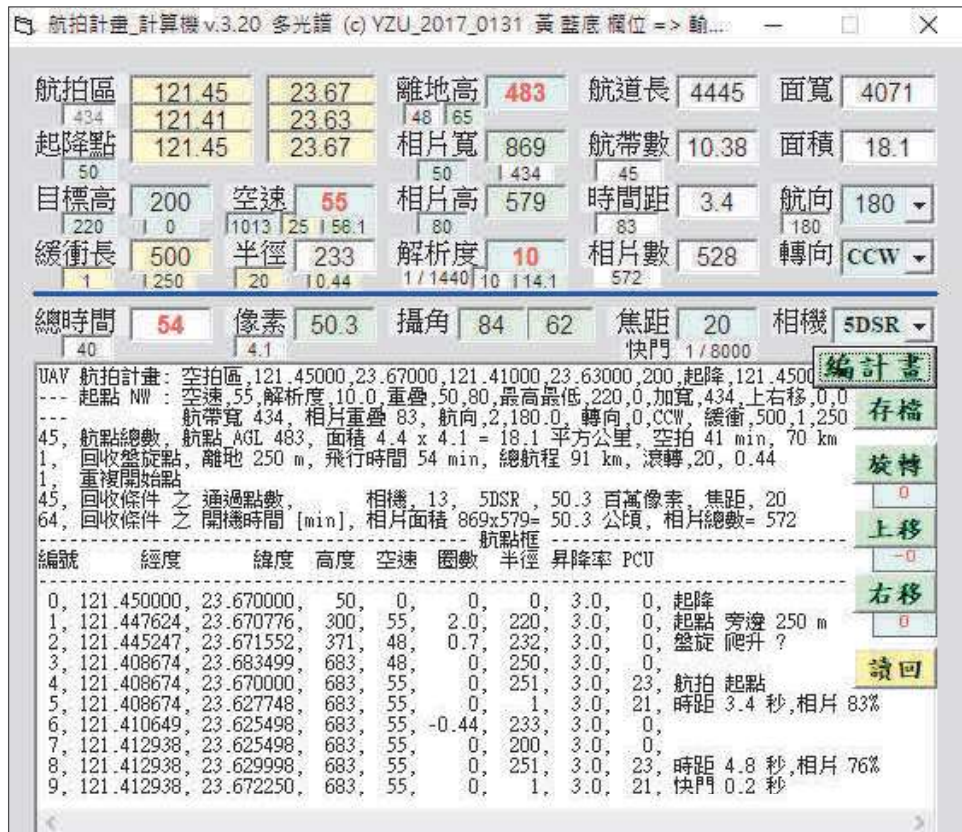 航拍計畫_計算機 v.3.20 多光譜 (c) YZU_2017_0131 黃 藍底 欄位 => 輸...
航拍區 121.45 23.67 離地高 483 航道長 4445 面寬 4071
434 121.41 23.63 48 65
起降點 121.45 23.67 相片寬 869 航帶數 10.38 面積 18.1
50 50 434 45
目標高 200 空速 55 相片高 579 時間距 3.4 航向 180
220 0 1013 25 56.1 80 83 180
緩衝長 500 半徑 233 解析度 10 相片數 528 轉向 CCW
1 250 20 0.44 1 / 1440 10 14.1 572
總時間 54 像素 50.3 攝角 84 62 焦距 20 相機 5DSR
40 4.1 快門 1 / 8000
編計畫
UAV 航拍計畫: 空拍區,121.45000,23.67000,121.41000,23.63000,200,起降,121.4500
--- 起點 NW : 空速,55,解析度,10.0,重疊,50,80,最高最低,220,0,加寬,434,上右移,0,0
--- 航帶寬 434, 相片重疊 83, 航向,2,180.0, 轉向,0,CCW, 緩衝,500,1,250
45, 航點總數, 航點 AGL 483, 面積 4.4 x 4.1 = 18.1 平方公里, 空拍 41 min, 70 km
1, 回收盤旋點, 離地 250 m, 飛行時間 54 min, 總航程 91 km, 滾轉,20, 0.44
1, 重複開始點
45, 回收條件 之 通過點數, 相機, 13, 5DSR , 50.3 百萬像素, 焦距, 20
64, 回收條件 之 開機時間 [min], 相片面積 869x579= 50.3 公頃, 相片總數= 572
---------- 航點框 ----------
編號 經度 緯度 高度 空速 圈數 半徑 昇降率 PCU
0, 121.450000, 23.670000, 50, 0, 0, 0, 3.0, 0, 起降
1, 121.447624, 23.670776, 300, 55, 2.0, 220, 3.0, 0, 起點 旁邊 250 m
2, 121.445247, 23.671552, 371, 48, 0.7, 232, 3.0, 0, 盤旋 爬升 ?
3, 121.408674, 23.683499, 683, 48, 0, 250, 3.0, 0,
4, 121.408674, 23.670000, 683, 55, 0, 251, 3.0, 23, 航拍 起點
5, 121.408674, 23.627748, 683, 55, 0, 1, 3.0, 21, 時距 3.4 秒,相片 83%
6, 121.410649, 23.625498, 683, 55, -0.44, 233, 3.0, 0,
7, 121.412938, 23.625498, 683, 55, 0, 200, 3.0, 0,
8, 121.412938, 23.629998, 683, 55, 0, 251, 3.0, 23, 時距 4.8 秒,相片 76%
9, 121.412938, 23.672250, 683, 55, 0, 1, 3.0, 21, 快門 0.2 秒
存檔
旋轉
0
上移
-0
右移
0
讀回